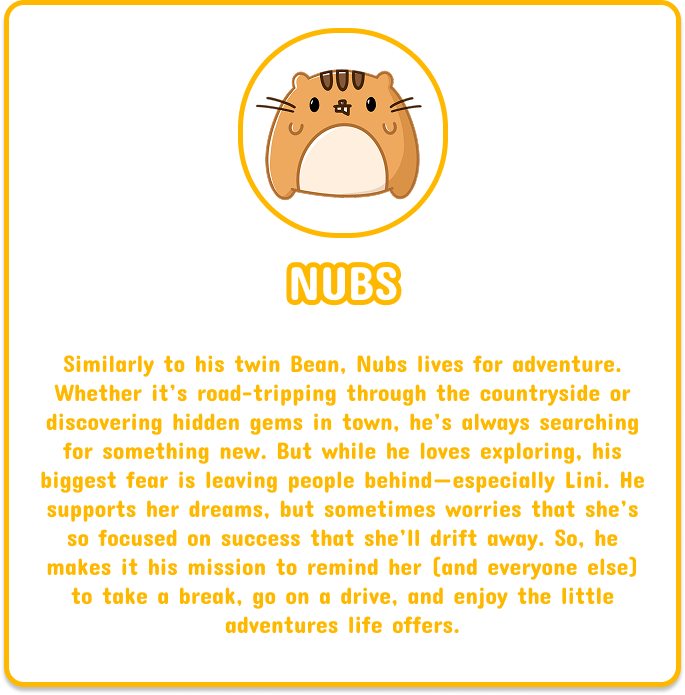 NUBS
Similarly to his twin Bean, Nubs lives for adventure.
Whether it's road-tripping through the countryside or
discovering hidden gems in town, he's always searching
for something new. But while he loves exploring, his
biggest fear is leaving people behind—especially Lini. He
supports her dreams, but sometimes worries that she's
so focused on success that she'll drift away. So, he
makes it his mission to remind her (and everyone else)
to take a break, go on a drive, and enjoy the little
adventures life offers.